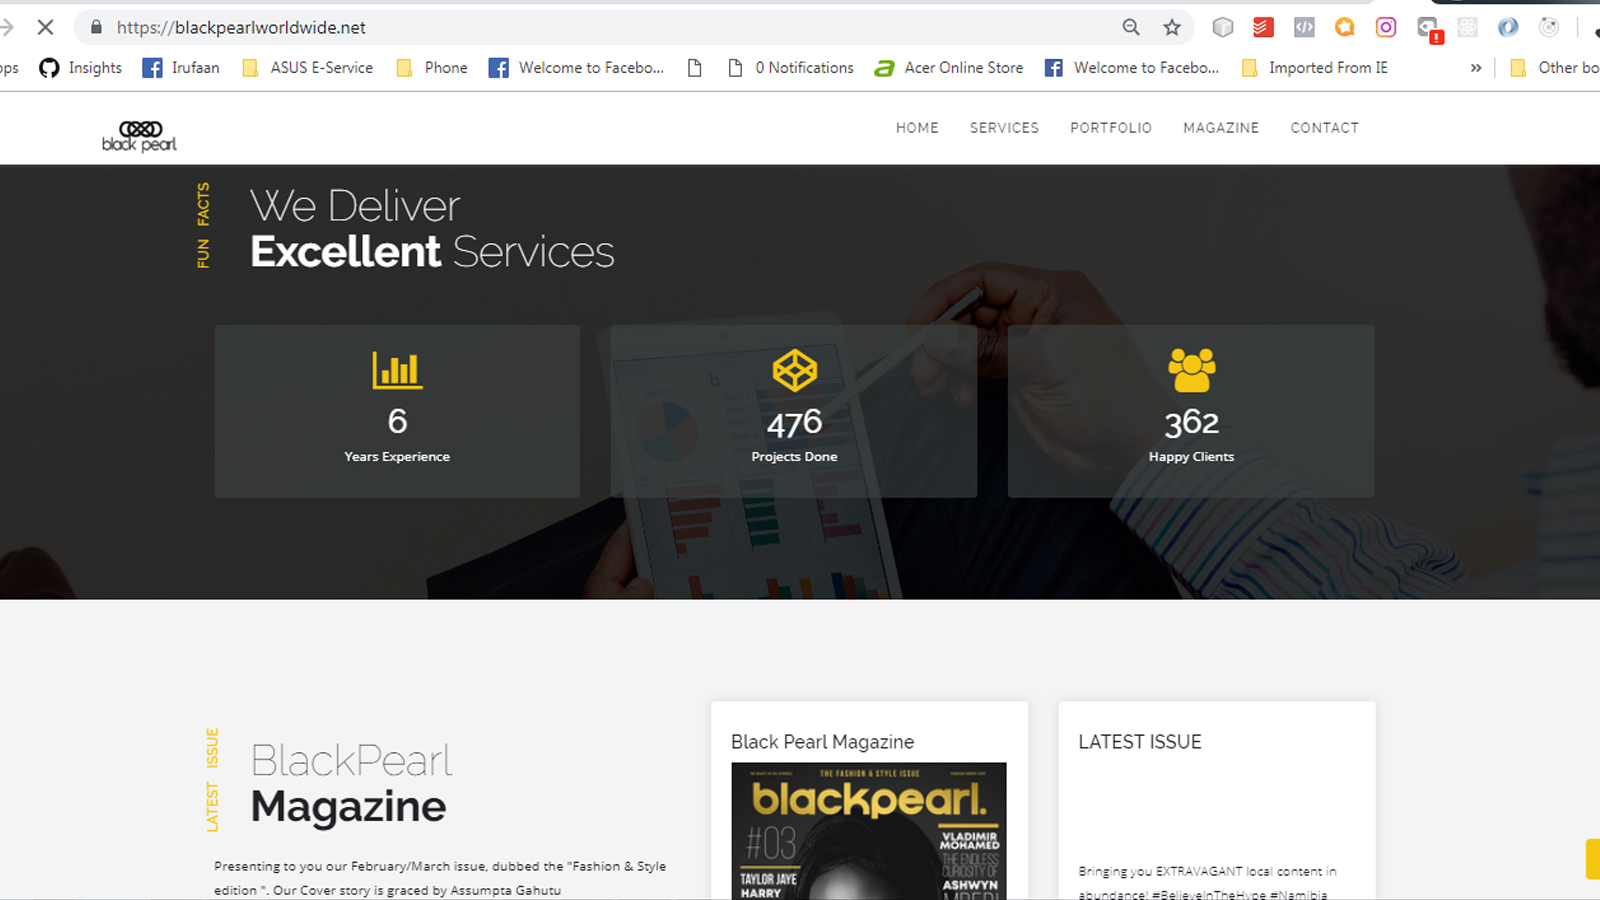 https://blackpearlworldwide.net
ops
Insights
Irufaan
ASUS E-Service
Phone
Welcome to Facebo...
0 Notifications
Acer Online Store
Welcome to Facebo...
Imported From IE
»
Other bo
black pearl
HOME
SERVICES
PORTFOLIO
MAGAZINE
CONTACT
FUN FACTS
We Deliver
Excellent Services
6
Years Experience
476
Projects Done
362
Happy Clients
LATEST ISSUE
BlackPearl
Magazine
Presenting to you our February/March issue, dubbed the "Fashion & Style
edition ". Our Cover story is graced by Assumpta Gahutu
Black Pearl Magazine
THE FASHION & STYLE ISSUE
blackpearl.
#03
TAYLOR JAYE
HARRY
VLADIMIR
MOHAMED
THE ENDLESS
CURIOSITY OF
ASHWYN
LATEST ISSUE
Bringing you EXTRAVAGANT local content in
abundance! #BelieveInTheHype #Namibia